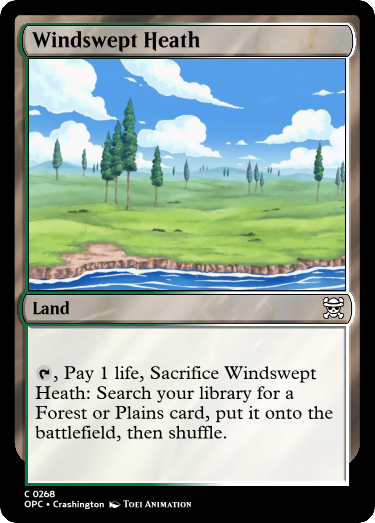 Windswept Heath
Land
, Pay 1 life, Sacrifice Windswept
Heath: Search your library for a
Forest or Plains card, put it onto the
battlefield, then shuffle.
C 0268
OPC • Crashington Toei Animation